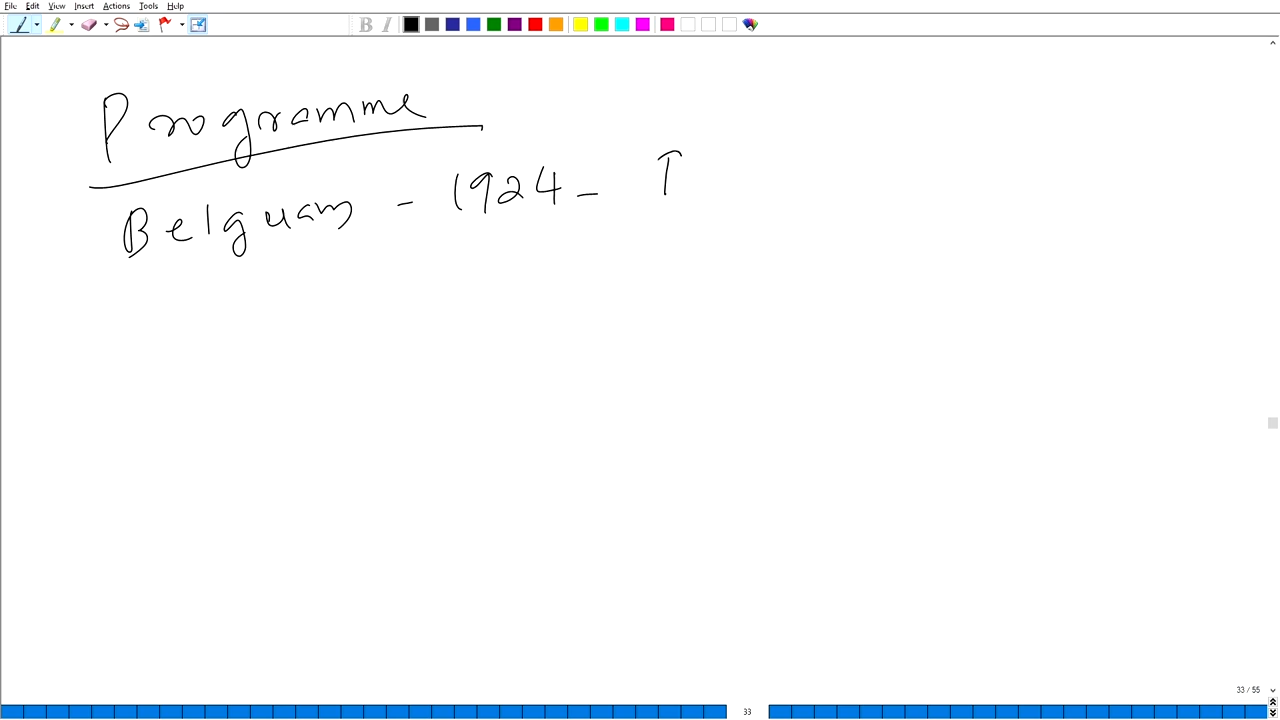 File Edit View Insert Actions Tools Help
B I
Programme
Belguam - 1924 - I
33 / 55
33